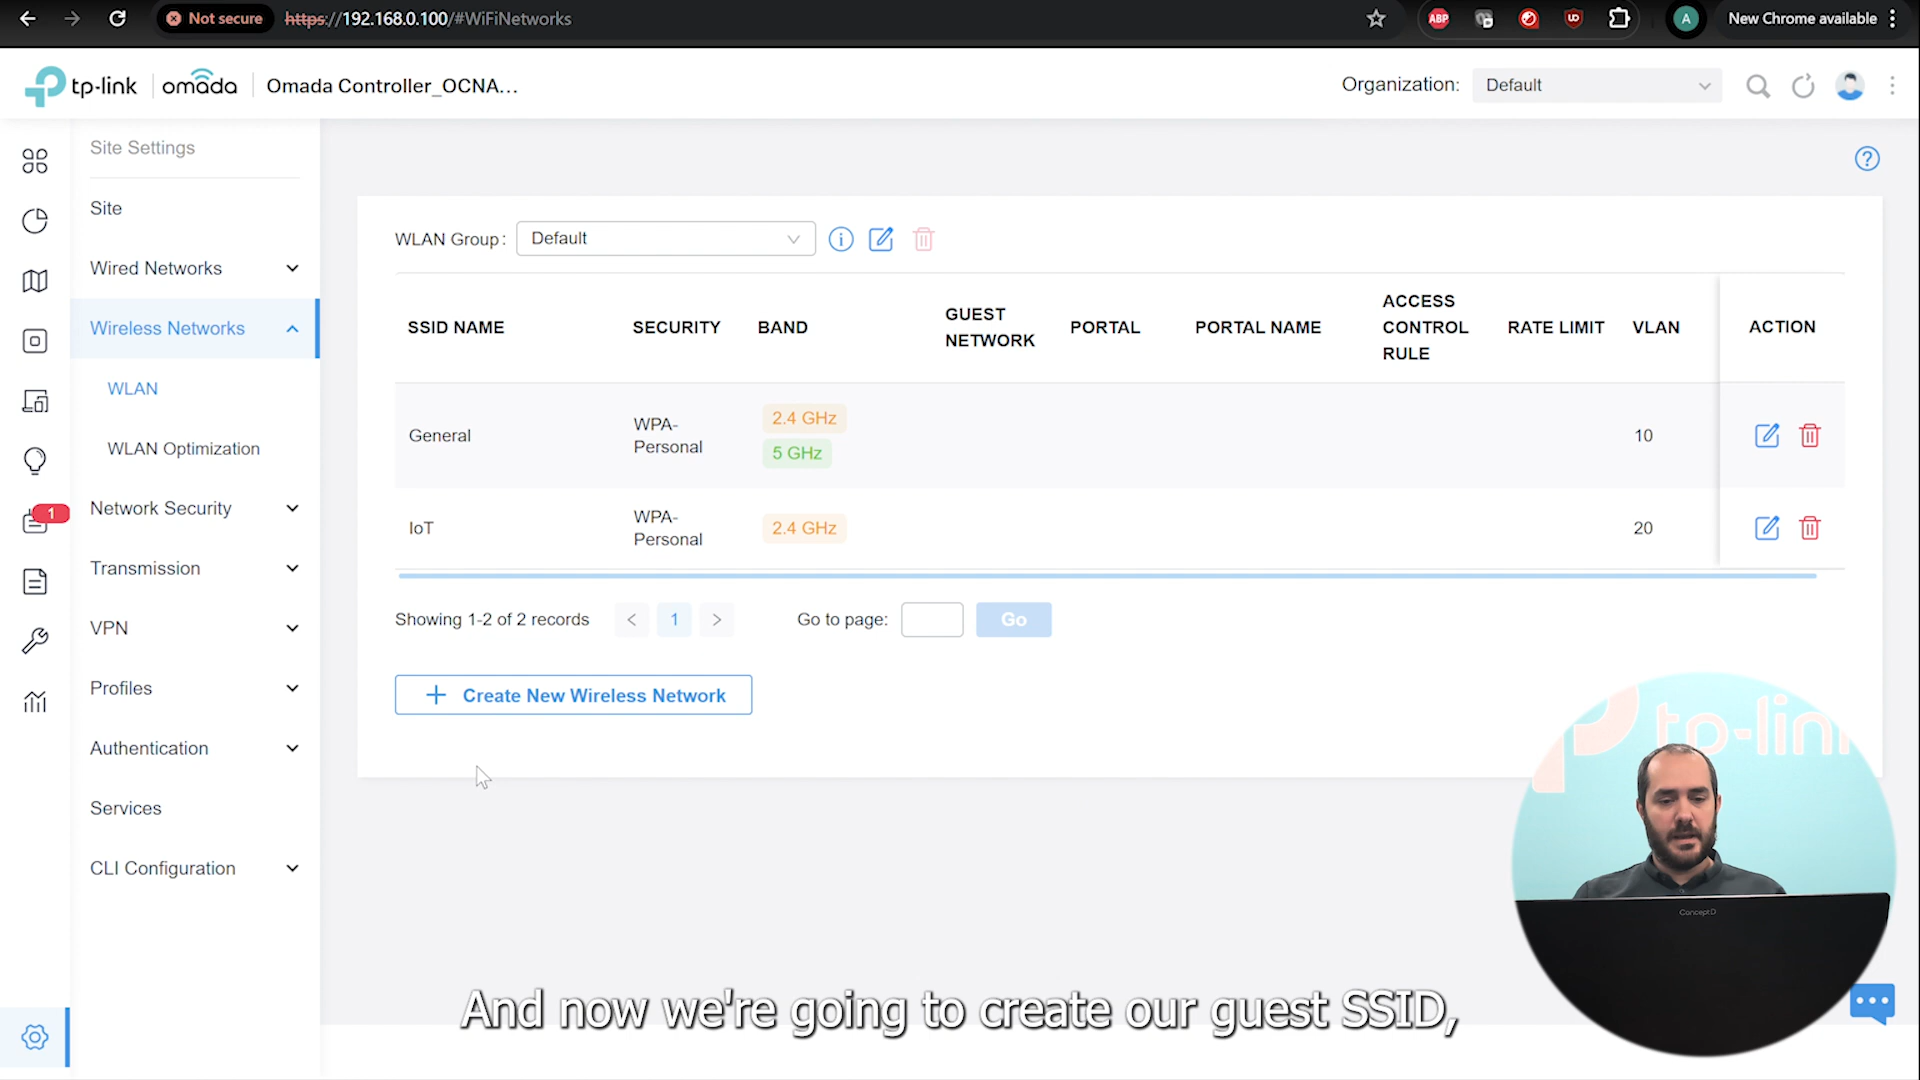 Not secure
https://192.168.0.100/#WiFiNetworks
ABP
UD
A
New Chrome available
tp-link
omada
Omada Controller_OCNA...
Organization:
Default
Site Settings
Site
Wired Networks
Wireless Networks
WLAN
WLAN Optimization
Network Security
1
Transmission
VPN
Profiles
Authentication
Services
CLI Configuration
WLAN Group:
Default
SSID NAME
SECURITY
BAND
GUEST
NETWORK
PORTAL
PORTAL NAME
ACCESS
CONTROL
RULE
RATE LIMIT
VLAN
ACTION
General
WPA-
Personal
2.4 GHz
5 GHz
10
IoT
WPA-
Personal
2.4 GHz
20
Showing 1-2 of 2 records
<
1
>
Go to page:
Go
+ Create New Wireless Network
tp-lin
ConceptD
And now we're going to create our guest SSID,